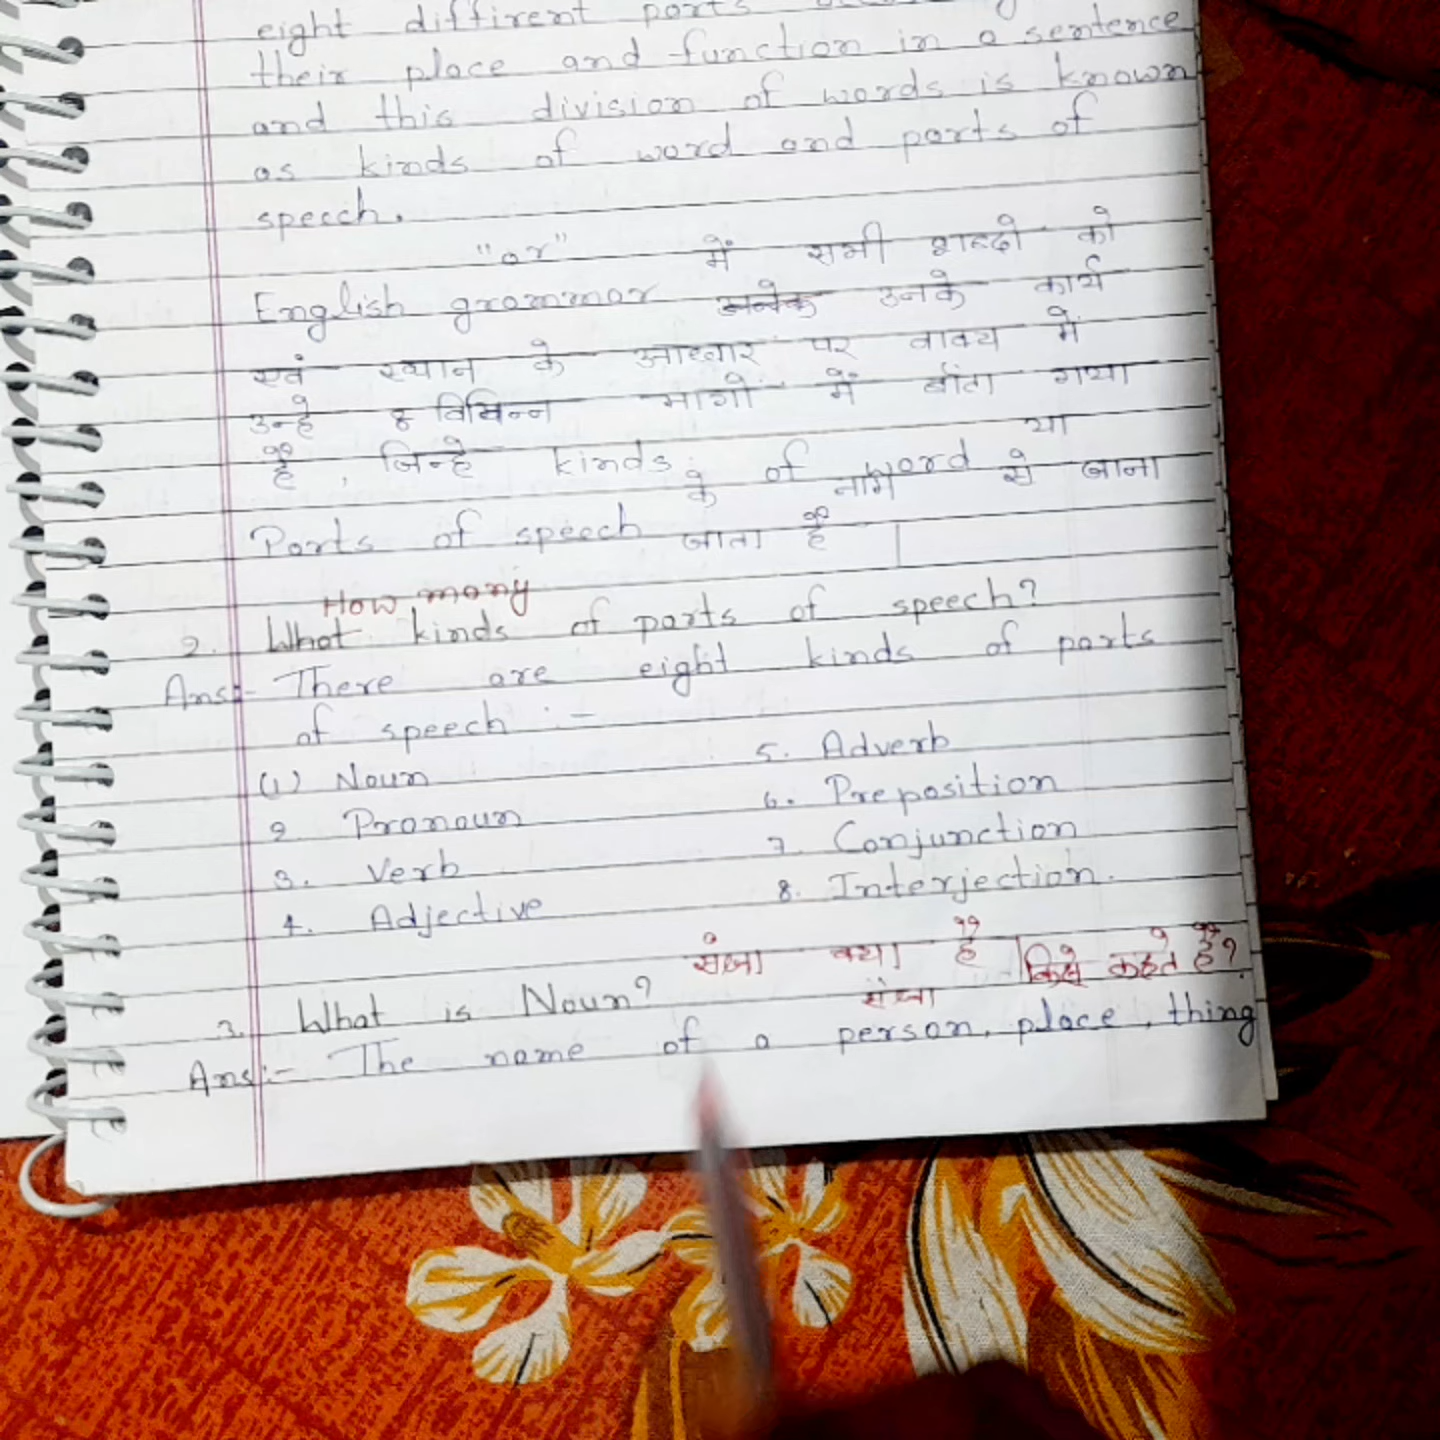 eight diffirent parts
their place and function in a sentence
and this division of words is known
as kinds of word and parts of
speech.
"or" में सभी शब्दो को
English grammar अनेक उनके कार्य
एवं स्थान के आधार पर वाक्य में
उन्हे 8 विभिन्न भागों में बांता गया
है , जिन्हे kinds of word या
Parts of speech के नाम से जाना
जाता है |
How many
2. What kinds of parts of speech?
Ans:- There are eight kinds of parts
of speech :-
(1) Noun
2 Pronoun
3. Verb
4. Adjective
5. Adverb
6. Preposition
7. Conjunction
8. Interjection.
संज्ञा क्या है | किसे कहते हैं?
3. What is Noun?
संज्ञा
Ans:- The name of a person, place, thing